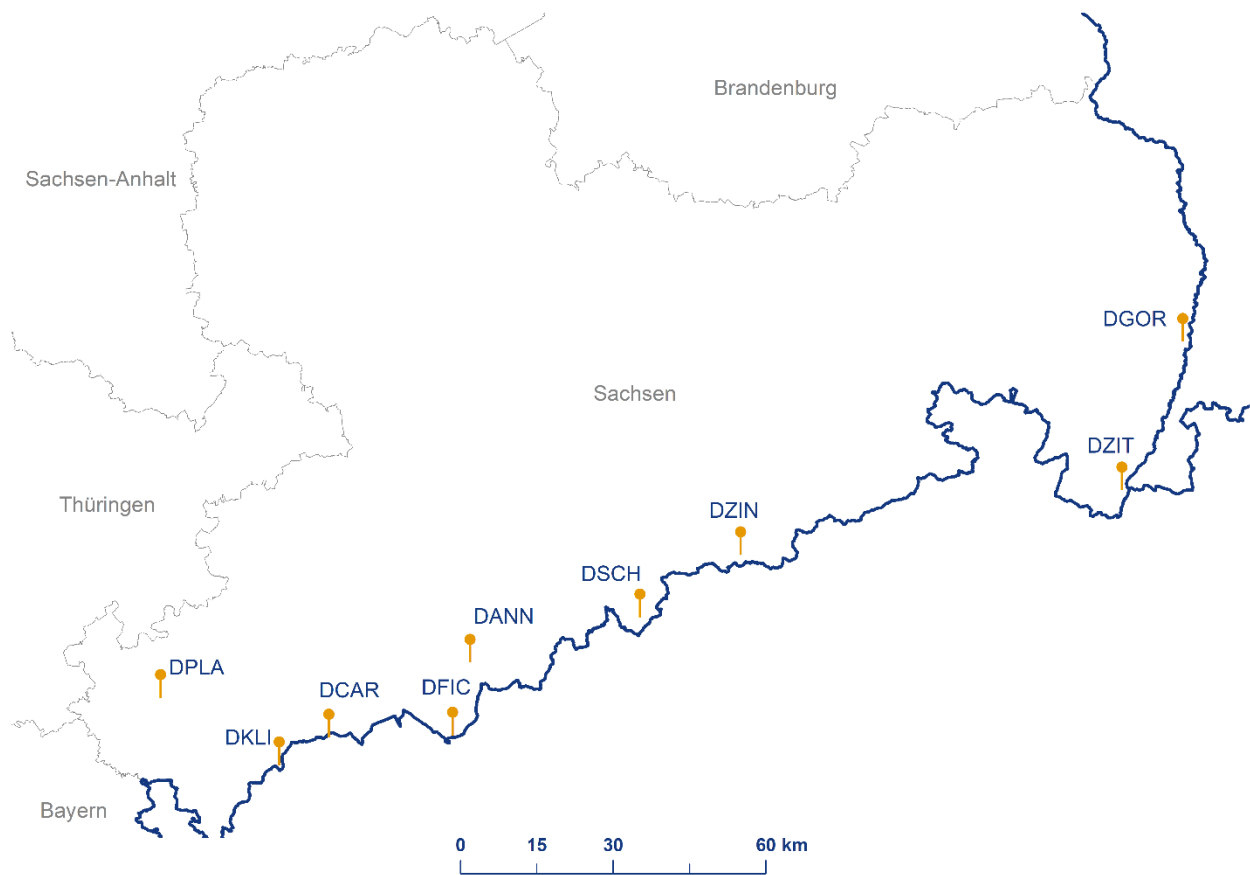 Brandenburg
Sachsen-Anhalt
DGOR
Sachsen
DZIT
Thüringen
DZIN
DSCH
DANN
DPLA
DCAR
DFIC
DKLI
Bayern
0 15 30 60 km